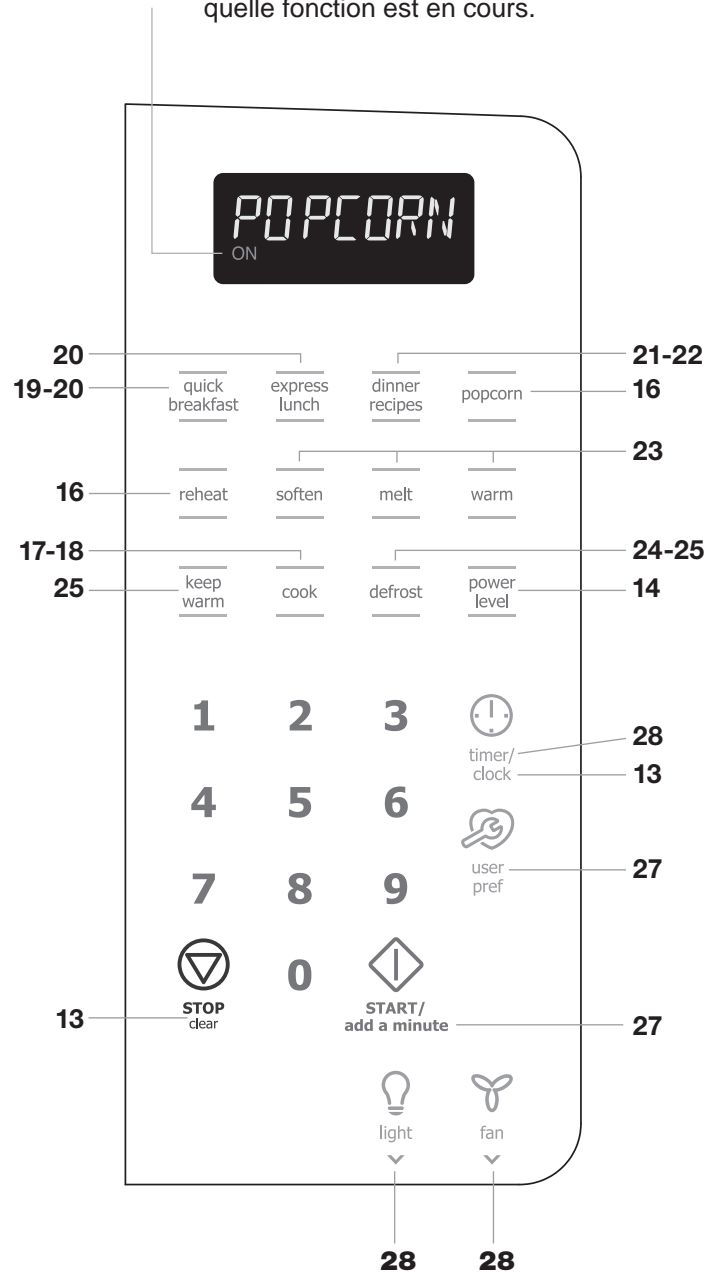 quelle fonction est en cours.
POPCORN
ON
20
21-22
19-20
quick
breakfast
express
lunch
dinner
recipes
popcorn
16
23
16
reheat
soften
melt
warm
17-18
24-25
25
keep
warm
cook
defrost
power
level
14
1 2 3
timer/
clock
28
13
4 5 6
user
pref
27
7 8 9
0
STOP
clear
13
START/
add a minute
27
light
fan
28 28